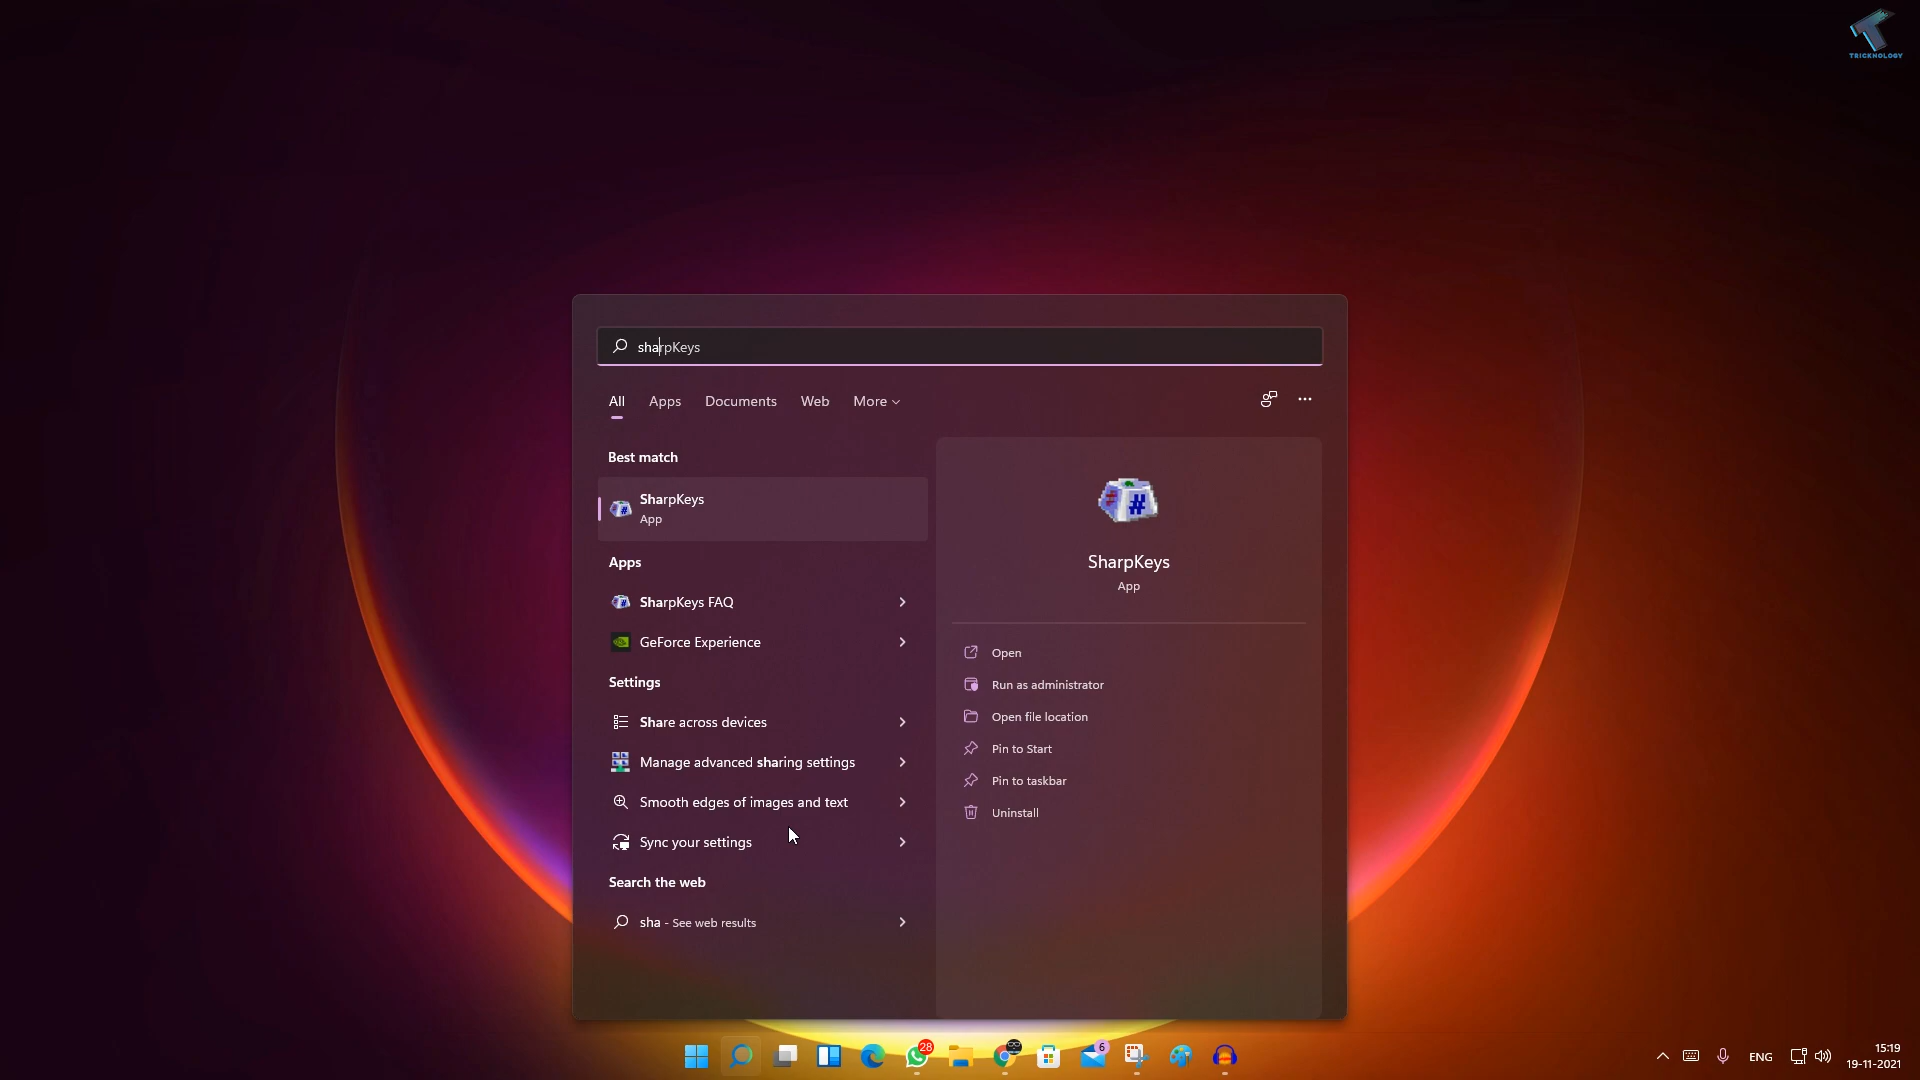 TRICKNOLOGY
sharpKeys
All Apps Documents Web More
Best match
SharpKeys
App
Apps
SharpKeys FAQ
GeForce Experience
Settings
Share across devices
Manage advanced sharing settings
Smooth edges of images and text
Sync your settings
Search the web
sha - See web results
SharpKeys
App
Open
Run as administrator
Open file location
Pin to Start
Pin to taskbar
Uninstall
28
6
ENG
15:19
19-11-2021